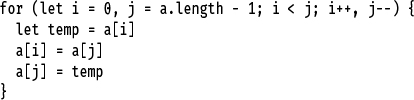 for (let i = 0, j = a.length - 1; i < j; i++, j--) {
  let temp = a[i]
  a[i] = a[j]
  a[j] = temp
}